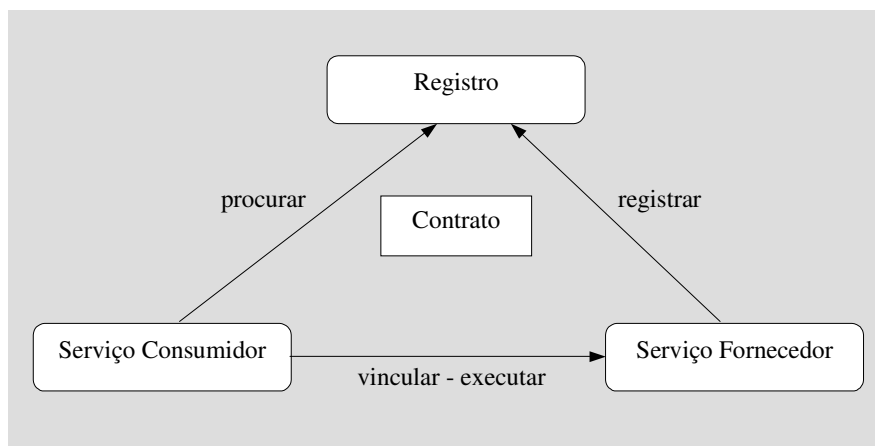 Registro
procurar
registrar
Contrato
Serviço Consumidor
Serviço Fornecedor
vincular - executar